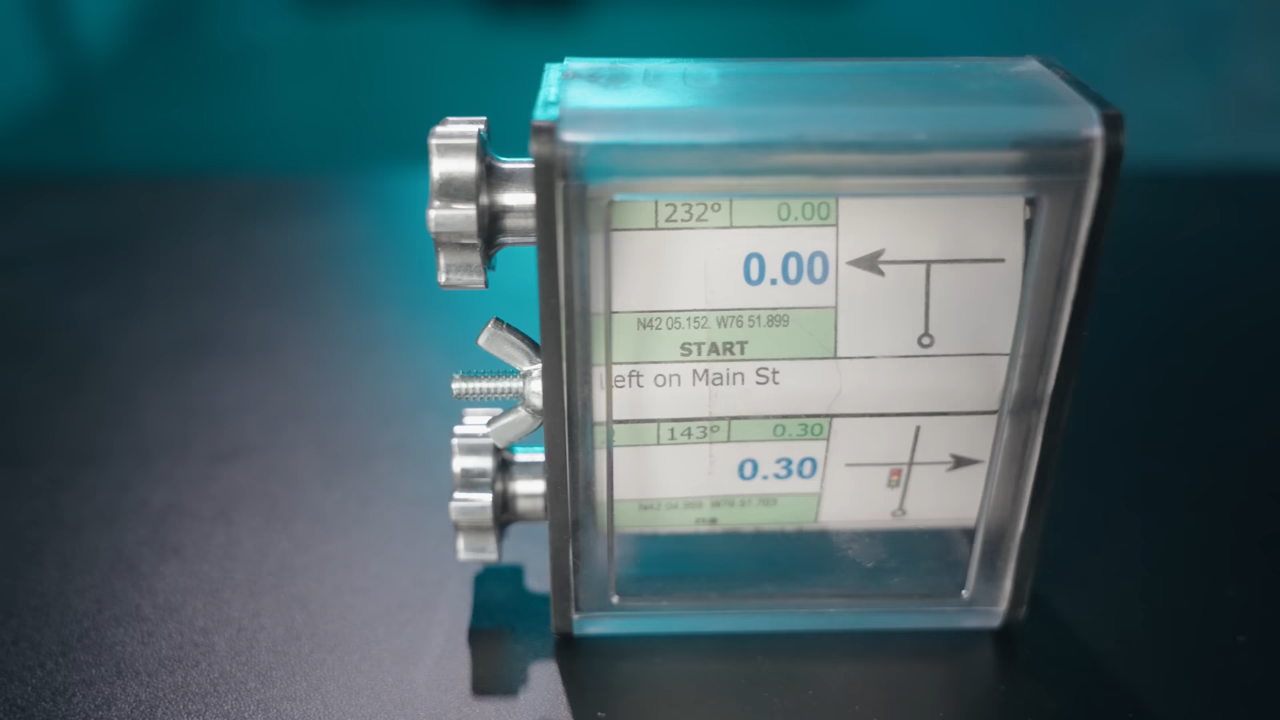 232° 0.00
0.00
N42 05.152 W76 51.899
START
Left on Main St
143° 0.30
0.30